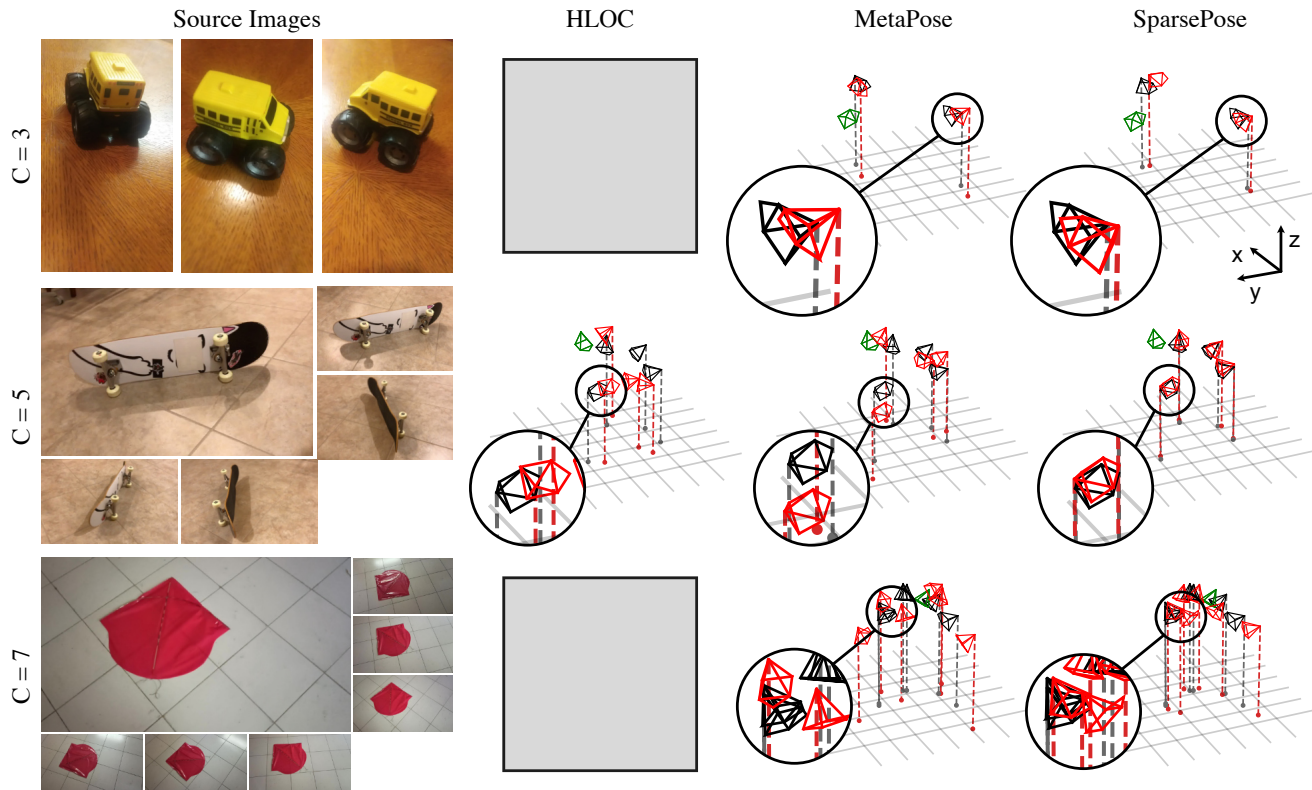 Source Images
HLOC
MetaPose
SparsePose
C = 3
z
x
y
C = 5
C = 7